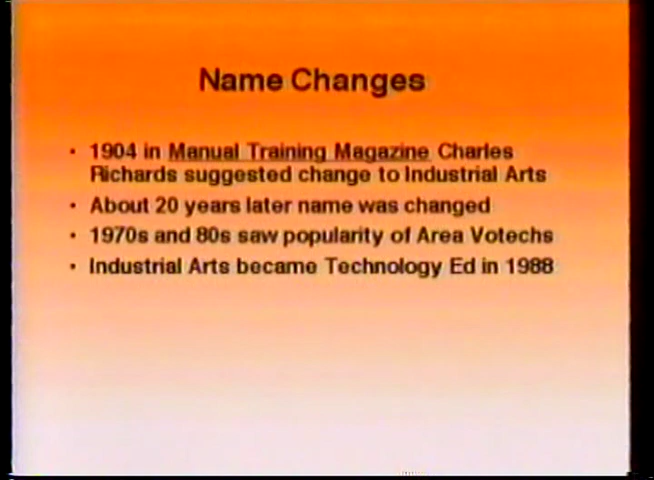 Name Changes
• 1904 in Manual Training Magazine Charles
Richards suggested change to Industrial Arts
• About 20 years later name was changed
• 1970s and 80s saw popularity of Area Votechs
• Industrial Arts became Technology Ed in 1988